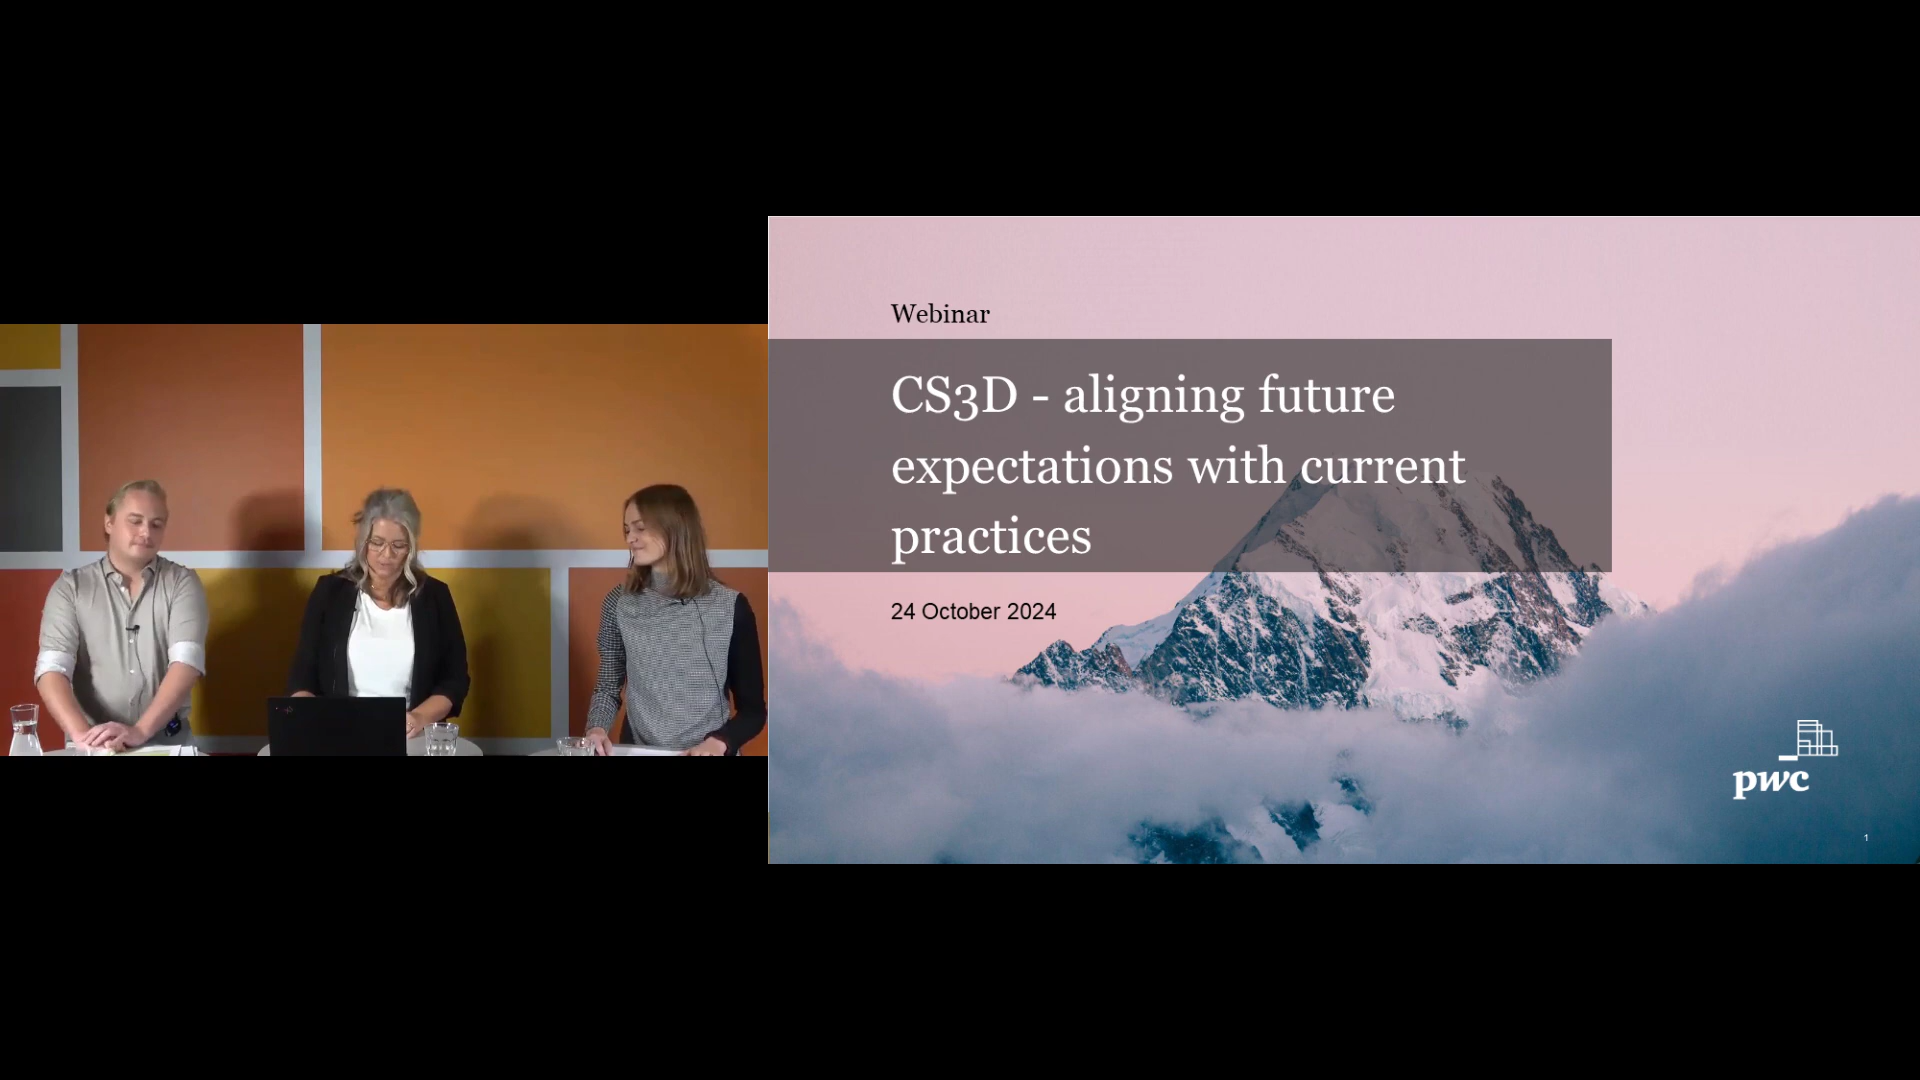 Webinar
CS3D - aligning future
expectations with current
practices
24 October 2024
pwc
1